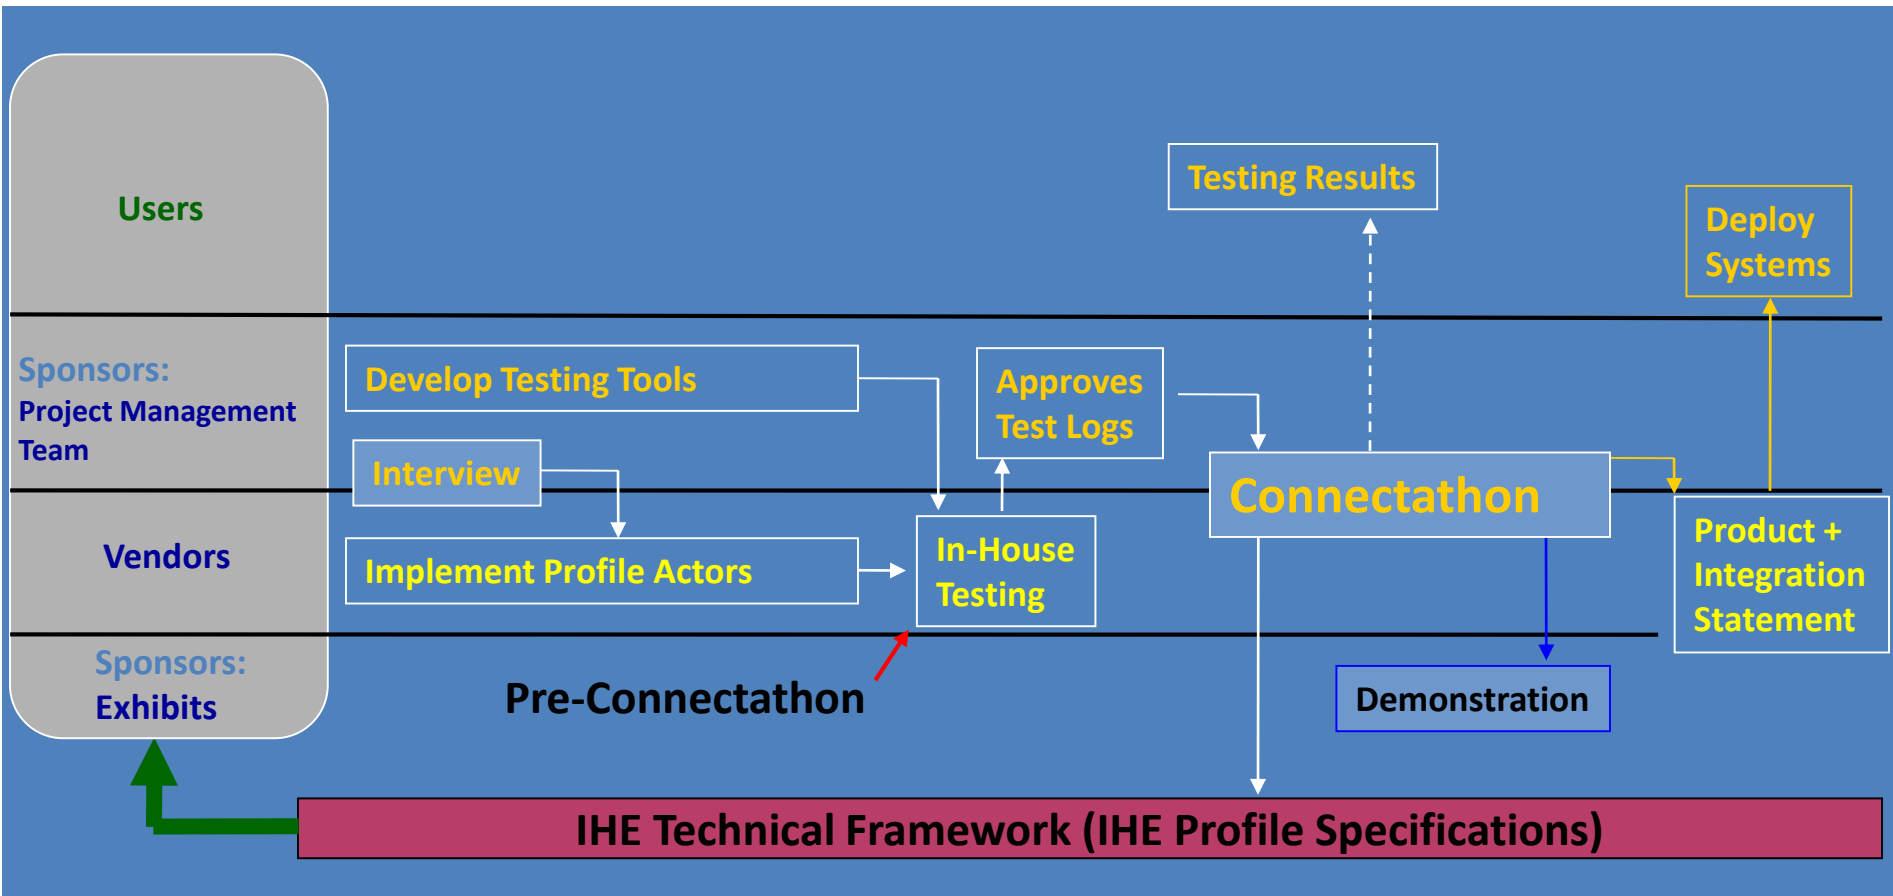 Users
Sponsors:
Project Management
Team
Vendors
Sponsors:
Exhibits
Develop Testing Tools
Interview
Implement Profile Actors
Approves
Test Logs
In-House
Testing
Pre-Connectathon
Testing Results
Connectathon
Demonstration
Deploy
Systems
Product +
Integration
Statement
IHE Technical Framework (IHE Profile Specifications)